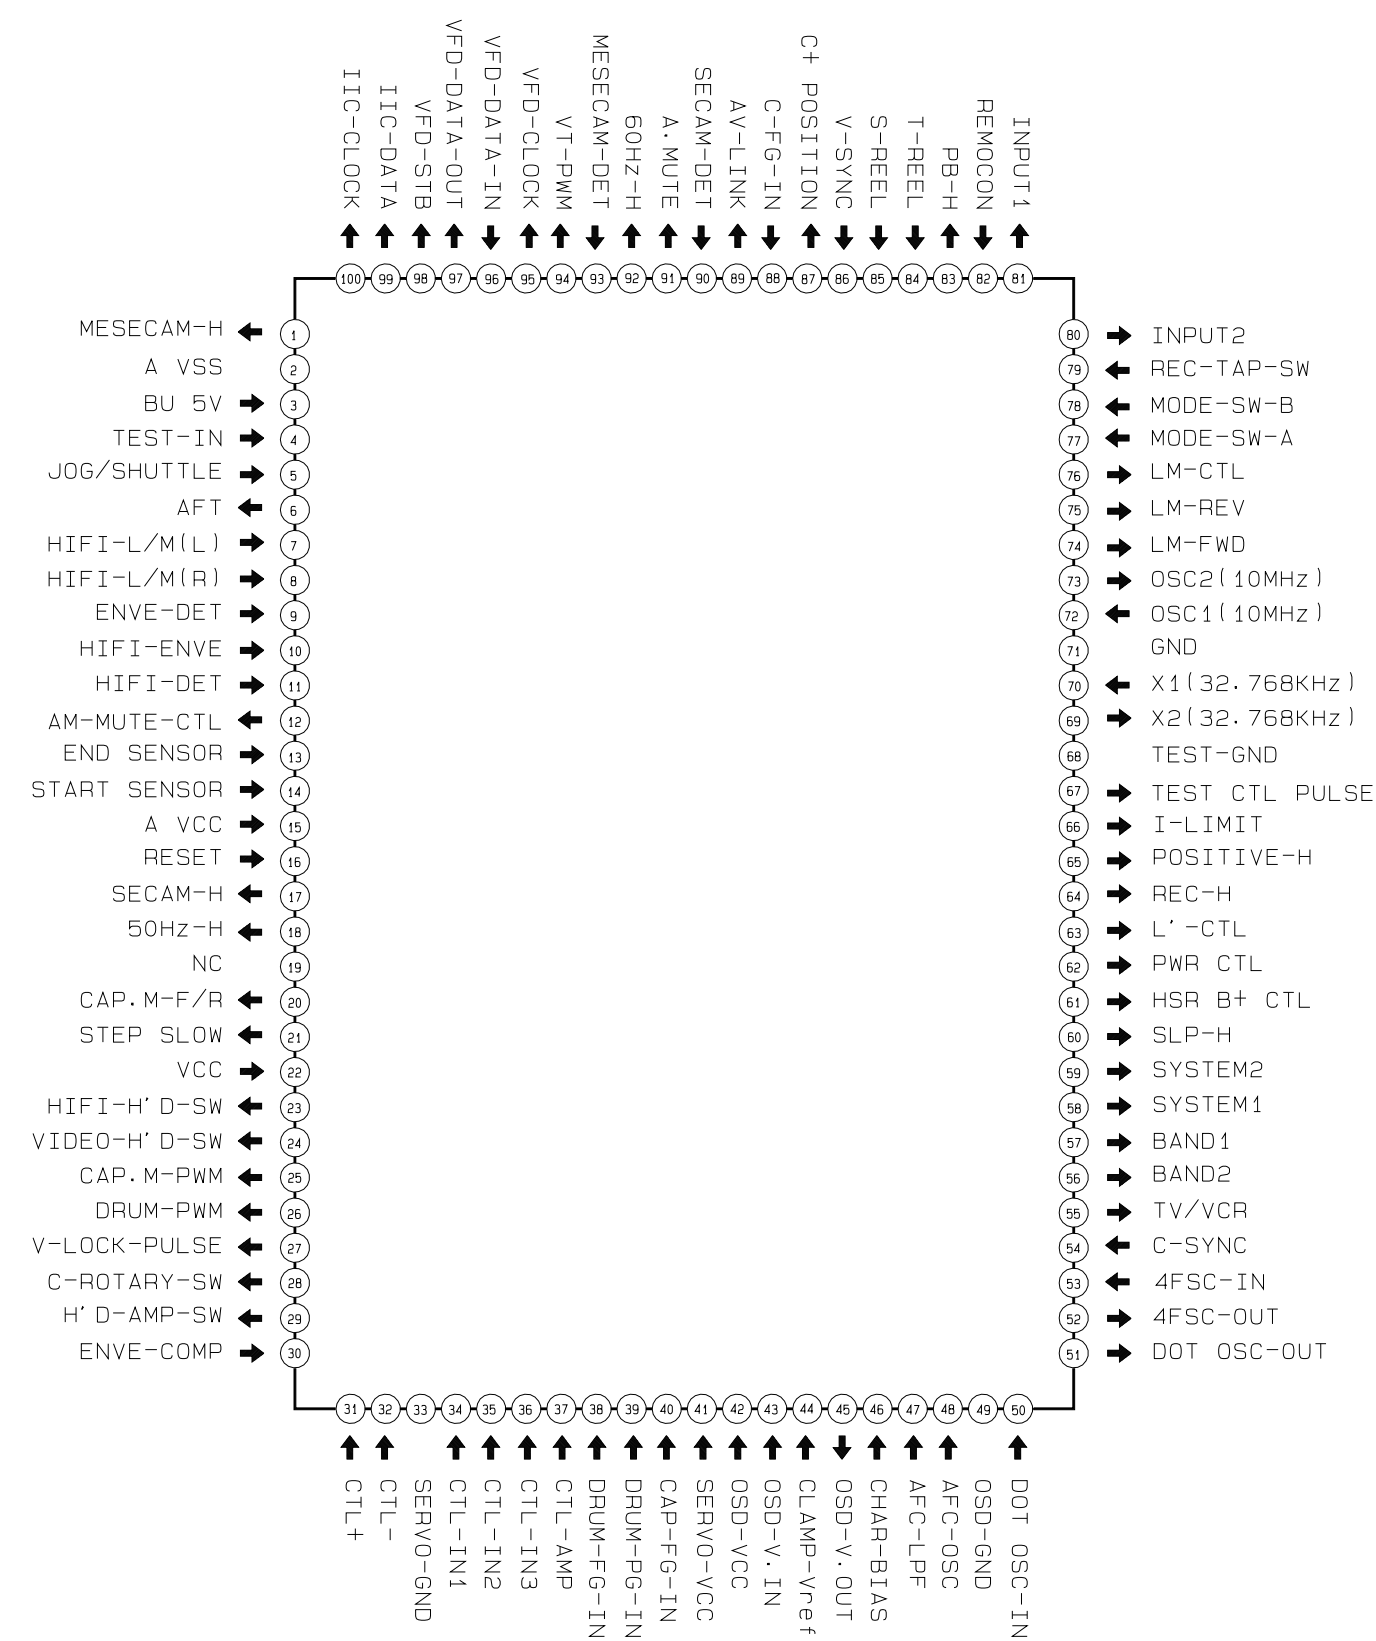 IIC-CLOCK
IIC-DATA
VFD-STB
VFD-DATA-OUT
VFD-DATA-IN
VFD-CLOCK
VT-PWM
MESECAM-DET
60Hz-H
A.MUTE
SECAM-DET
AV-LINK
C-FG-IN
C+ POSITION
V-SYNC
S-REEL
T-REEL
PB-H
REMOCON
INPUT1
100 99 98 97 96 95 94 93 92 91 90 89 88 87 86 85 84 83 82 81
MESECAM-H 1
A VSS 2
BU 5V 3
TEST-IN 4
JOG/SHUTTLE 5
AFT 6
HIFI-L/M(L) 7
HIFI-L/M(R) 8
ENVE-DET 9
HIFI-ENVE 10
HIFI-DET 11
AM-MUTE-CTL 12
END SENSOR 13
START SENSOR 14
A VCC 15
RESET 16
SECAM-H 17
50Hz-H 18
NC 19
CAP.M-F/R 20
STEP SLOW 21
VCC 22
HIFI-H'D-SW 23
VIDEO-H'D-SW 24
CAP.M-PWM 25
DRUM-PWM 26
V-LOCK-PULSE 27
C-ROTARY-SW 28
H'D-AMP-SW 29
ENVE-COMP 30
80 INPUT2
79 REC-TAP-SW
78 MODE-SW-B
77 MODE-SW-A
76 LM-CTL
75 LM-REV
74 LM-FWD
73 OSC2(10MHz)
72 OSC1(10MHz)
71 GND
70 X1(32.768KHz)
69 X2(32.768KHz)
68 TEST-GND
67 TEST CTL PULSE
66 I-LIMIT
65 POSITIVE-H
64 REC-H
63 L'-CTL
62 PWR CTL
61 HSR B+ CTL
60 SLP-H
59 SYSTEM2
58 SYSTEM1
57 BAND1
56 BAND2
55 TV/VCR
54 C-SYNC
53 4FSC-IN
52 4FSC-OUT
51 DOT OSC-OUT
31 32 33 34 35 36 37 38 39 40 41 42 43 44 45 46 47 48 49 50
CTL+
CTL-
SERVO-GND
CTL-IN1
CTL-IN2
CTL-IN3
CTL-AMP
DRUM-FG-IN
DRUM-PG-IN
CAP-FG-IN
SERVO-VCC
OSD-VCC
OSD-V.IN
CLAMP-Vref
OSD-V.OUT
CHAR-BIAS
AFC-LPF
AFC-OSC
OSD-GND
DOT OSC-IN